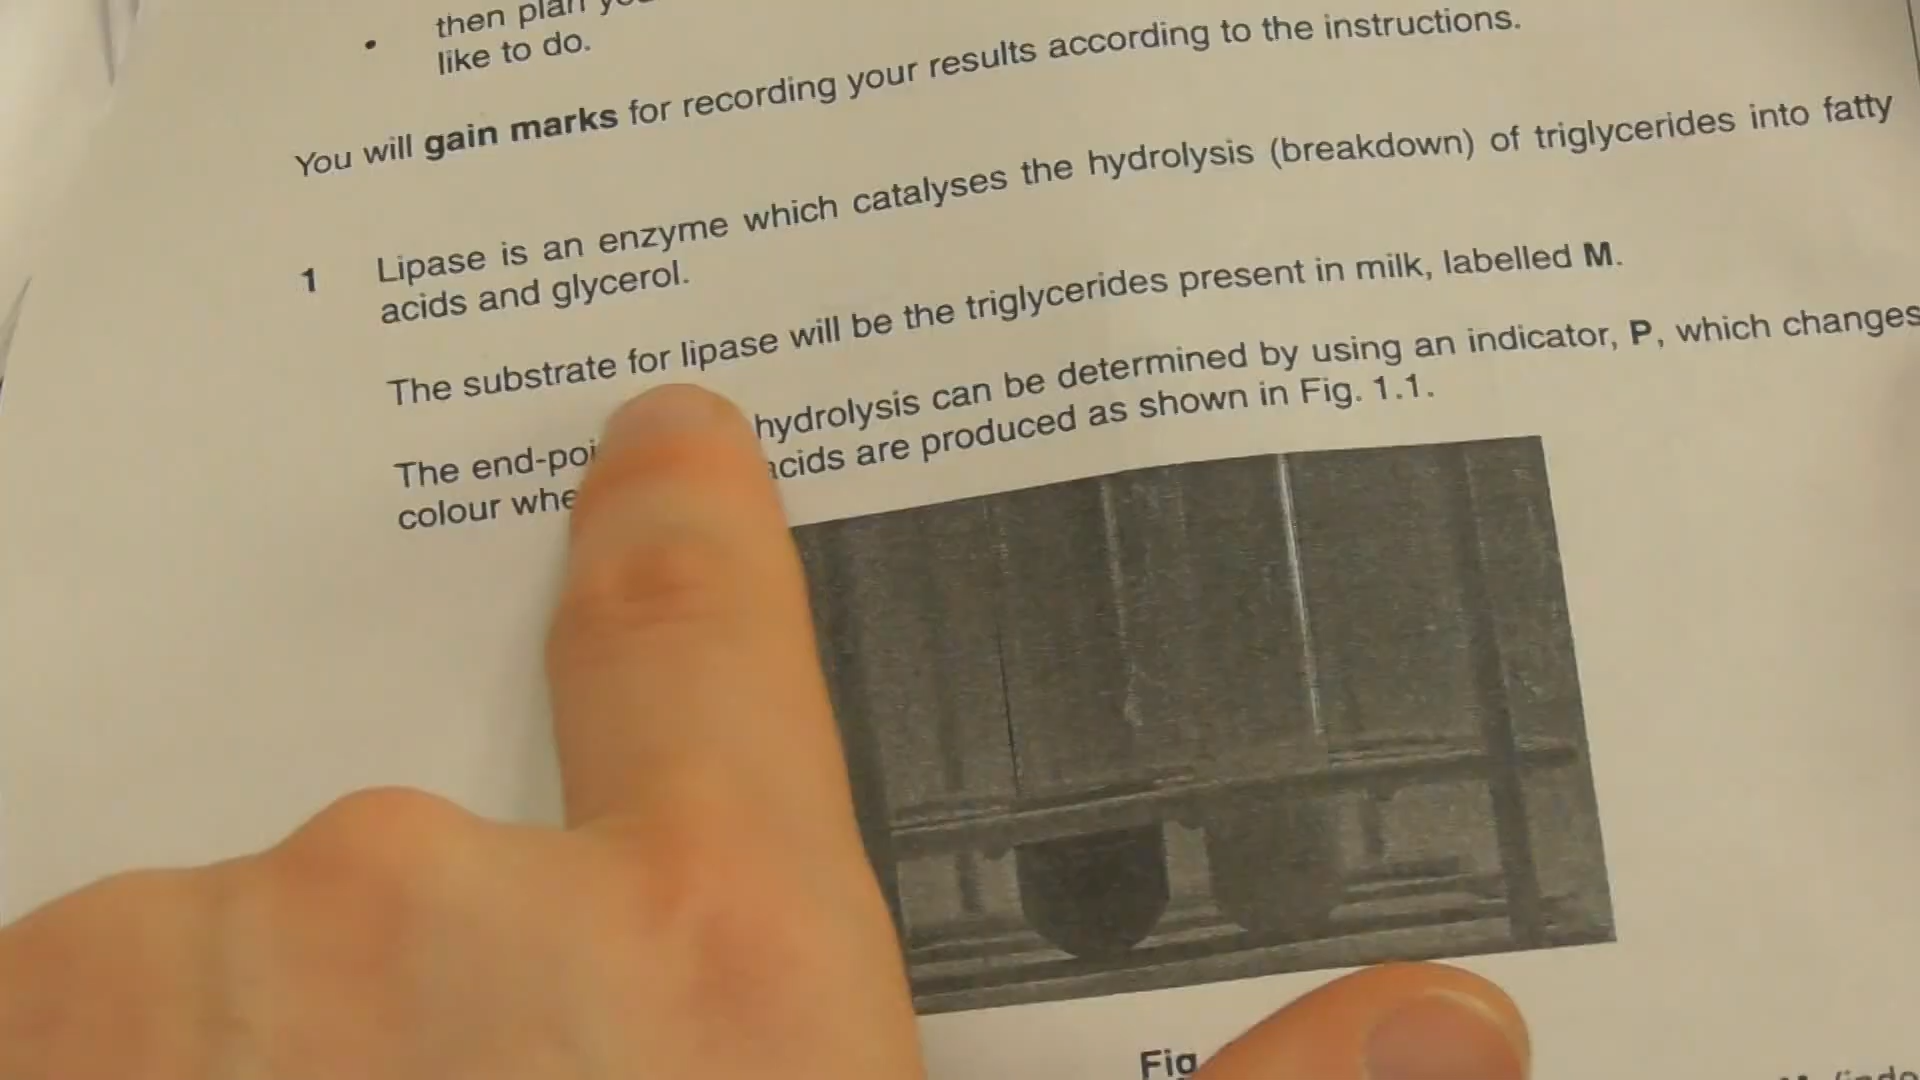 • then plan
like to do.
You will gain marks for recording your results according to the instructions.
1 Lipase is an enzyme which catalyses the hydrolysis (breakdown) of triglycerides into fatty
acids and glycerol.
The substrate for lipase will be the triglycerides present in milk, labelled M.
The end-poi hydrolysis can be determined by using an indicator, P, which changes
colour whe acids are produced as shown in Fig. 1.1.
Fig